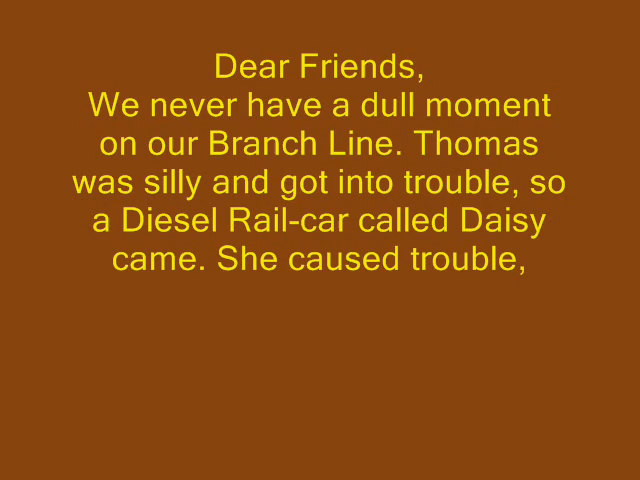 Dear Friends,
We never have a dull moment
on our Branch Line. Thomas
was silly and got into trouble, so
a Diesel Rail-car called Daisy
came. She caused trouble,